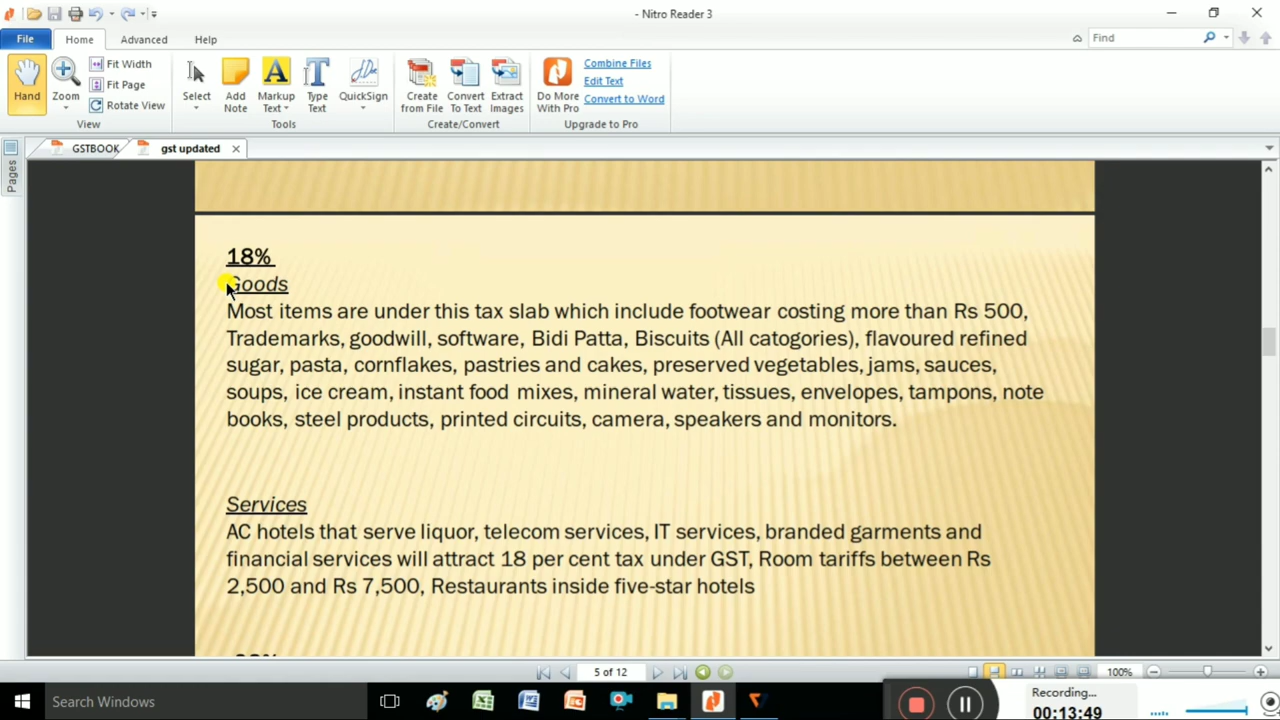 - Nitro Reader 3
File Home Advanced Help
Find
Hand
Zoom
Fit Width
Fit Page
Rotate View
View
Select
Add Note
Markup Text
Type Text
QuickSign
Tools
Create from File
Convert To Text
Extract Images
Create/Convert
Do More With Pro
Combine Files
Edit Text
Convert to Word
Upgrade to Pro
GSTBOOK
gst updated
Pages
18%
Goods
Most items are under this tax slab which include footwear costing more than Rs 500,
Trademarks, goodwill, software, Bidi Patta, Biscuits (All catogories), flavoured refined
sugar, pasta, cornflakes, pastries and cakes, preserved vegetables, jams, sauces,
soups, ice cream, instant food mixes, mineral water, tissues, envelopes, tampons, note
books, steel products, printed circuits, camera, speakers and monitors.
Services
AC hotels that serve liquor, telecom services, IT services, branded garments and
financial services will attract 18 per cent tax under GST, Room tariffs between Rs
2,500 and Rs 7,500, Restaurants inside five-star hotels
5 of 12
100%
Search Windows
Recording...
00:13:49